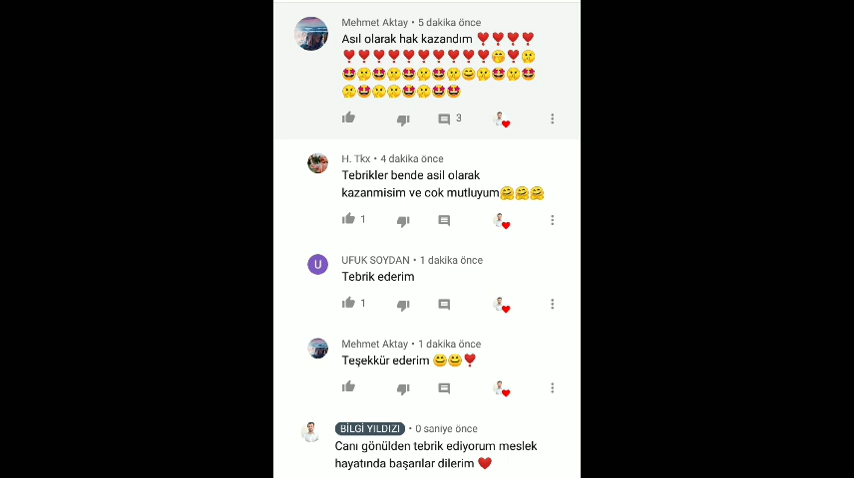 Mehmet Aktay • 5 dakika önce
Asıl olarak hak kazandım ❣️❣️❣️❣️
❣️❣️❣️❣️❣️❣️❣️❣️❣️❣️🤭❣️🤫
🤩🤫🤩🤫🤩🤫🤩🤫😄🤫🤩🤫🤩
🤫🤩🤫🤫🤩🤫🤩🤩
3
H. Tkx • 4 dakika önce
Tebrikler bende asil olarak
kazanmisim ve cok mutluyum🤗🤗🤗
1
U
UFUK SOYDAN • 1 dakika önce
Tebrik ederim
1
Mehmet Aktay • 1 dakika önce
Teşekkür ederim 😃😃❣️
BİLGİ YILDIZI • 0 saniye önce
Canı gönülden tebrik ediyorum meslek
hayatında başarılar dilerim ❤️